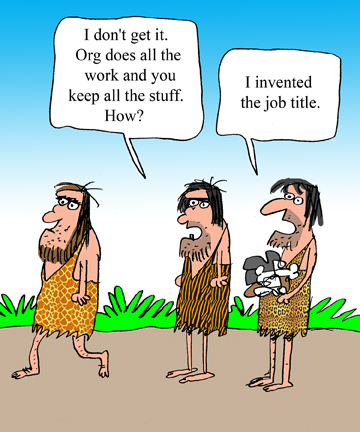 I don't get it.
Org does all the
work and you
keep all the stuff.
How?
I invented
the job title.